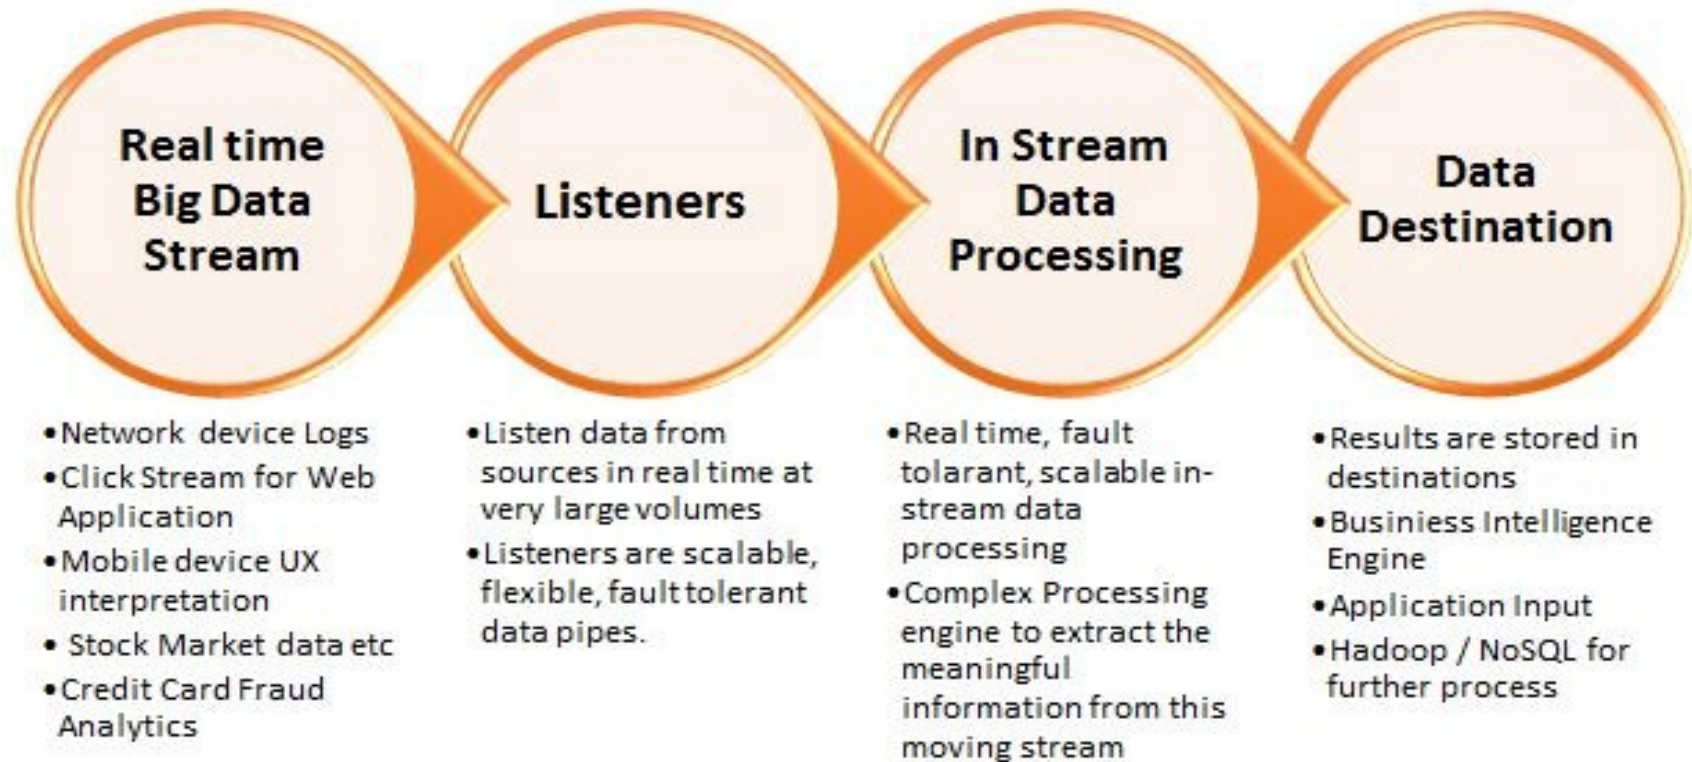 Real time
Big Data
Stream
Listeners
In Stream
Data
Processing
Data
Destination
•Network device Logs
•Click Stream for Web
Application
•Mobile device UX
interpretation
• Stock Market data etc
•Credit Card Fraud
Analytics
•Listen data from
sources in real time at
very large volumes
•Listeners are scalable,
flexible, fault tolerant
data pipes.
•Real time, fault
tolarant, scalable in-
stream data
processing
•Complex Processing
engine to extract the
meaningful
information from this
moving stream
•Results are stored in
destinations
•Businiess Intelligence
Engine
•Application Input
•Hadoop / NoSQL for
further process